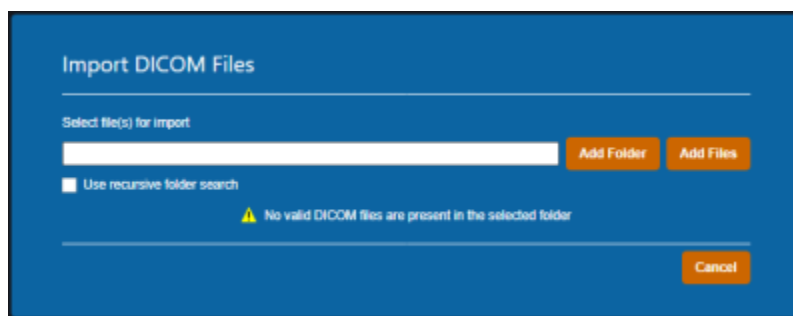 Import DICOM Files
Select file(s) for import
Add Folder Add Files
Use recursive folder search
No valid DICOM files are present in the selected folder
Cancel